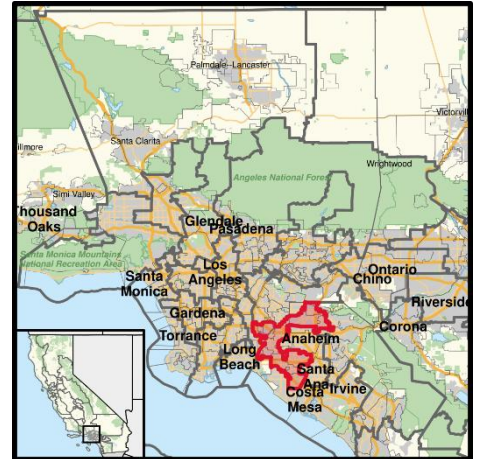 Palmdale--Lancaster
Victorvill
Santa Clarita
illmore
Wrightwood
Angeles National Forest
Simi Valley
Thousand
Oaks
Glendale
Pasadena
Santa Monica Mountains
National Recreation Area
Los
Angeles
Santa
Monica
Ontario
Chino
Riverside
Gardena
Corona
Torrance
Anaheim
Long
Beach
Santa
Ana
Irvine
Costa
Mesa